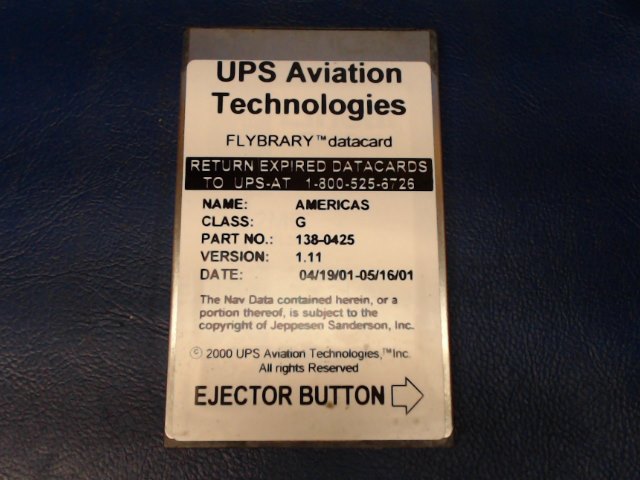 UPS Aviation
Technologies
FLYBRARY™ datacard
RETURN EXPIRED DATACARDS
TO UPS-AT 1-800-525-6726
NAME: AMERICAS
CLASS: G
PART NO.: 138-0425
VERSION: 1.11
DATE: 04/19/01-05/16/01
The Nav Data contained herein, or a
portion thereof, is subject to the
copyright of Jeppesen Sanderson, Inc.
© 2000 UPS Aviation Technologies,™Inc.
All rights Reserved
EJECTOR BUTTON